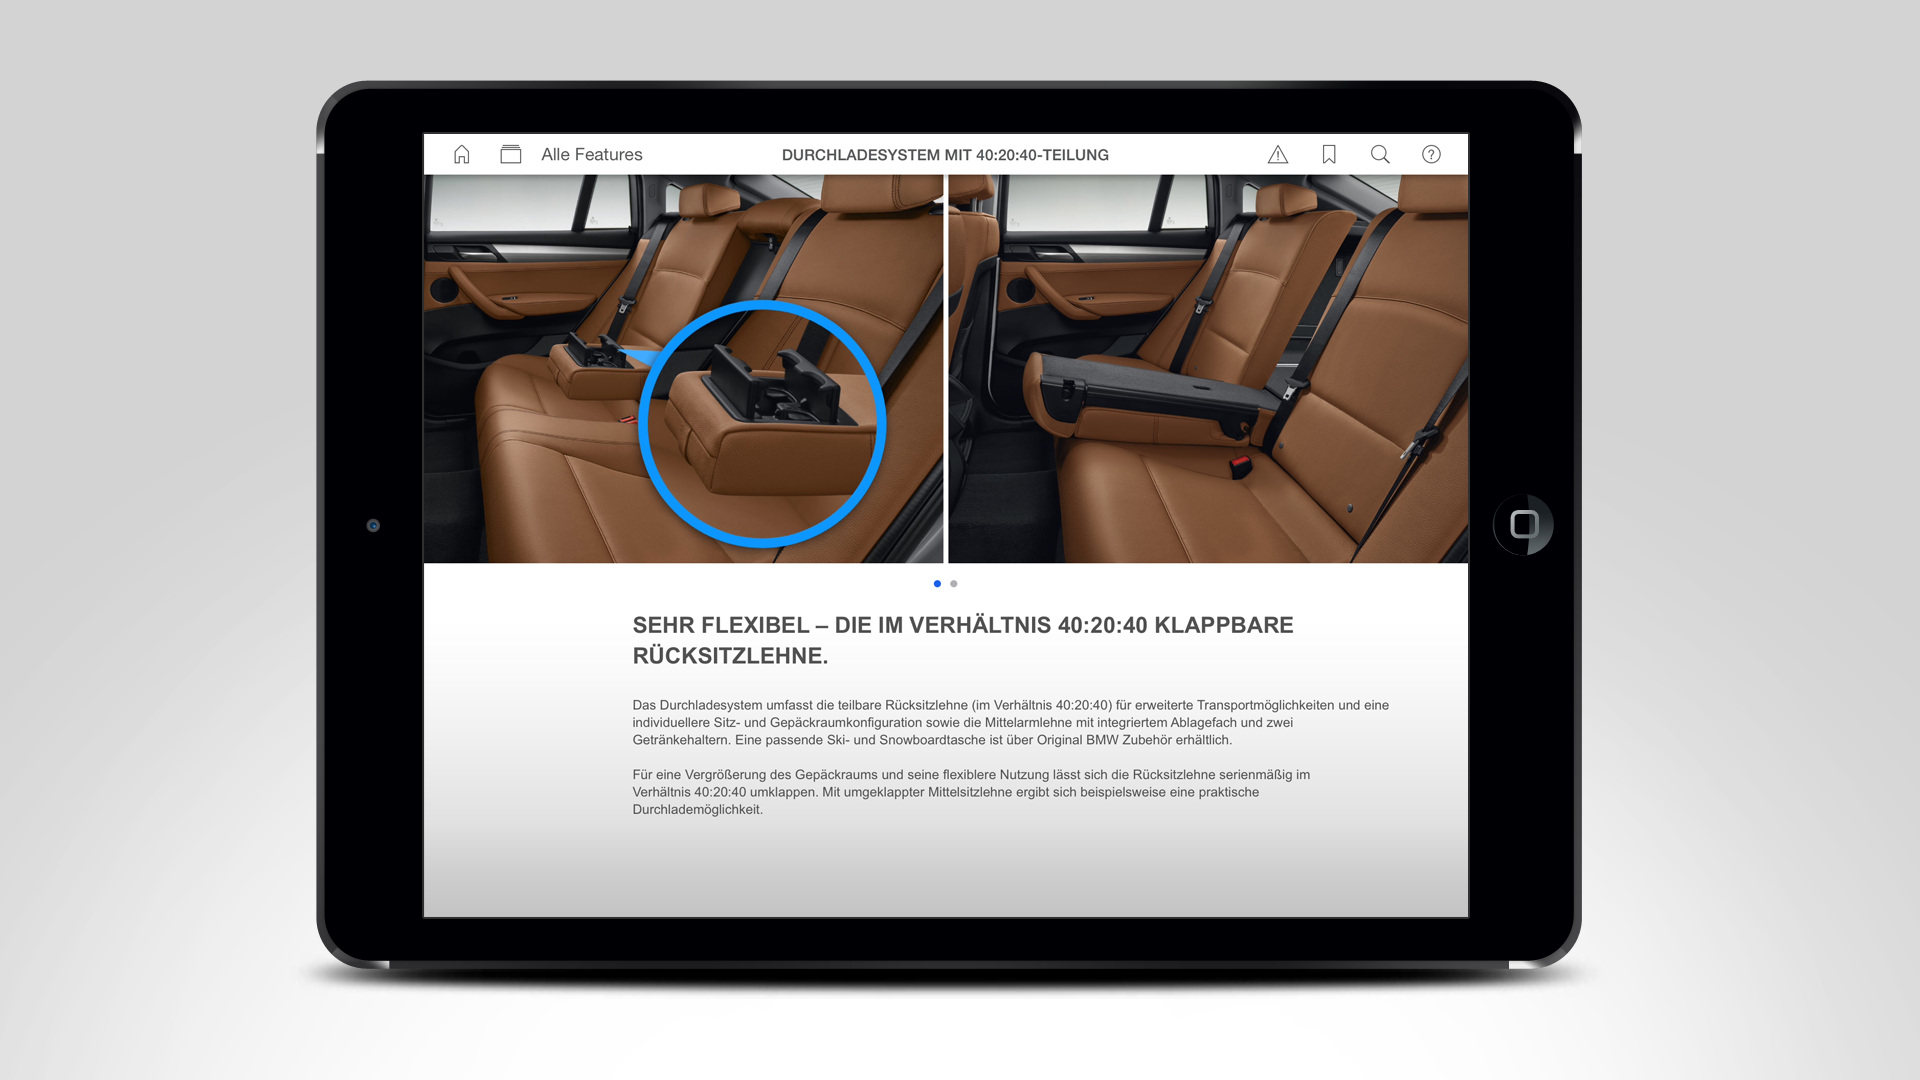 Alle Features
DURCHLADESYSTEM MIT 40:20:40-TEILUNG
SEHR FLEXIBEL – DIE IM VERHÄLTNIS 40:20:40 KLAPPBARE
RÜCKSITZLEHNE.
Das Durchladesystem umfasst die teilbare Rücksitzlehne (im Verhältnis 40:20:40) für erweiterte Transportmöglichkeiten und eine
individuellere Sitz- und Gepäckraumkonfiguration sowie die Mittelarmlehne mit integriertem Ablagefach und zwei
Getränkehaltern. Eine passende Ski- und Snowboardtasche ist über Original BMW Zubehör erhältlich.
Für eine Vergrößerung des Gepäckraums und seine flexiblere Nutzung lässt sich die Rücksitzlehne serienmäßig im
Verhältnis 40:20:40 umklappen. Mit umgeklappter Mittelsitzlehne ergibt sich beispielsweise eine praktische
Durchlademöglichkeit.